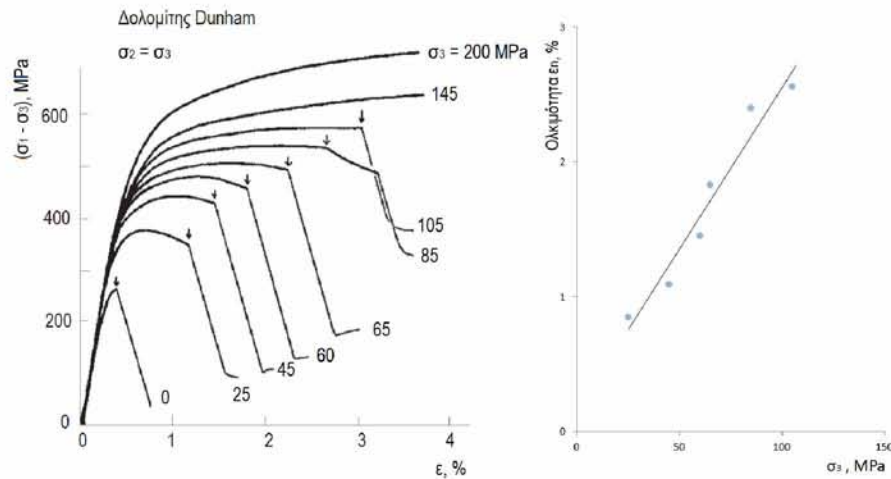 Δολομίτης Dunham
σ₂ = σ₃
σ₃ = 200 MPa
145
105
85
65
60
45
25
0
(σ₁ - σ₃), MPa
600
400
200
0
0 1 2 3 4
ε, %
Ολκιμότητα εₙ, %
3
2
1
0
0 50 100 150
σ₃ , MPa